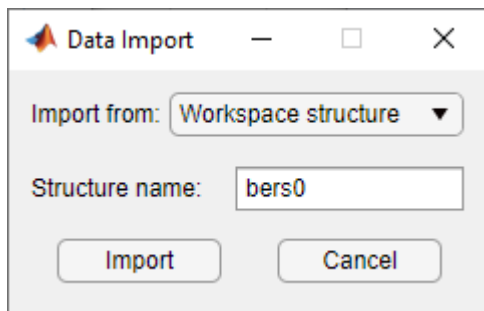 Data Import
Import from: Workspace structure
Structure name: bers0
Import Cancel